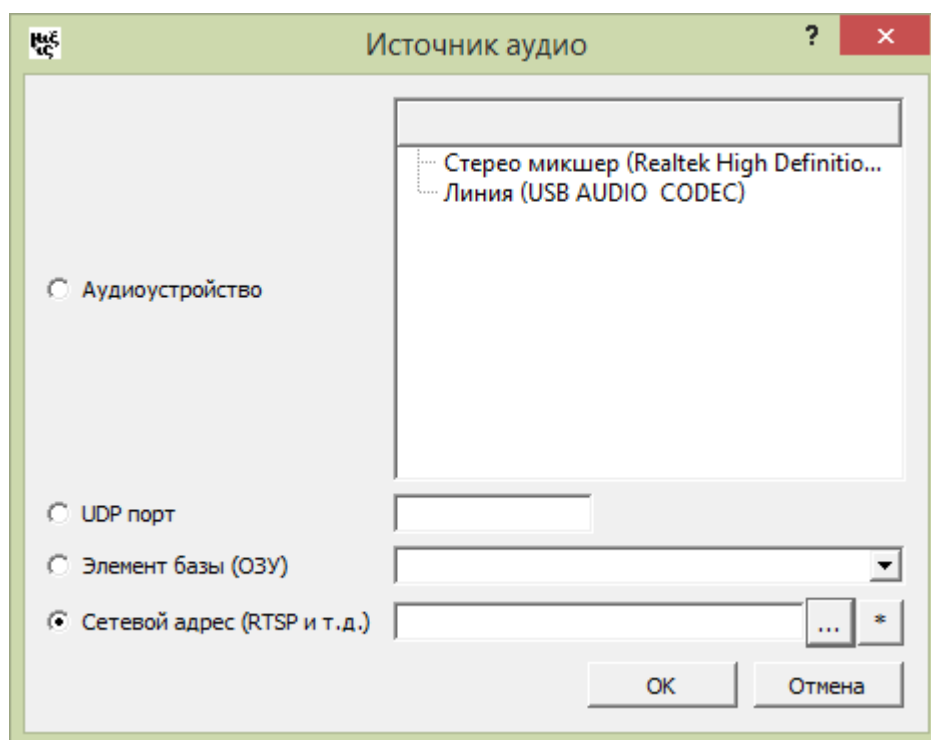 Источник аудио
?
×
Стерео микшер (Realtek High Definitio...
Линия (USB AUDIO  CODEC)
Аудиоустройство
UDP порт
Элемент базы (ОЗУ)
Сетевой адрес (RTSP и т.д.)
...
*
OK
Отмена